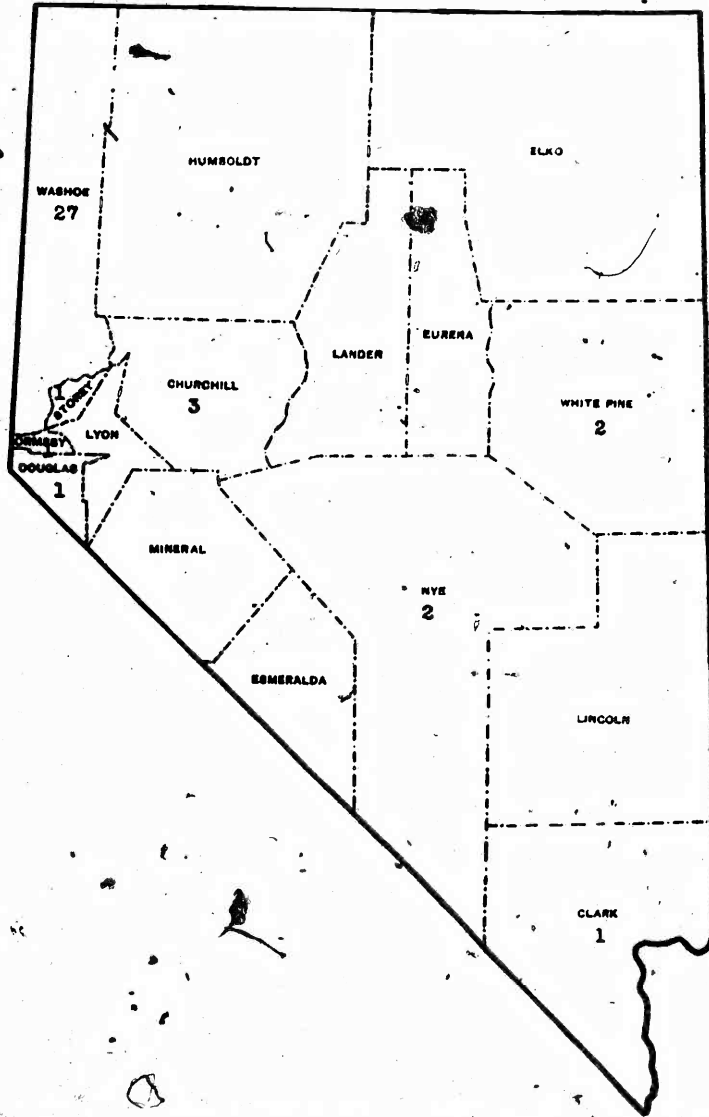 HUMBOLDT
ELKO
WASHOE
27
EUREKA
LANDER
CHURCHILL
3
1
STOREY
WHITE PINE
2
LYON
ORMSBY
1
DOUGLAS
1
MINERAL
NYE
2
ESMERALDA
LINCOLN
CLARK
1